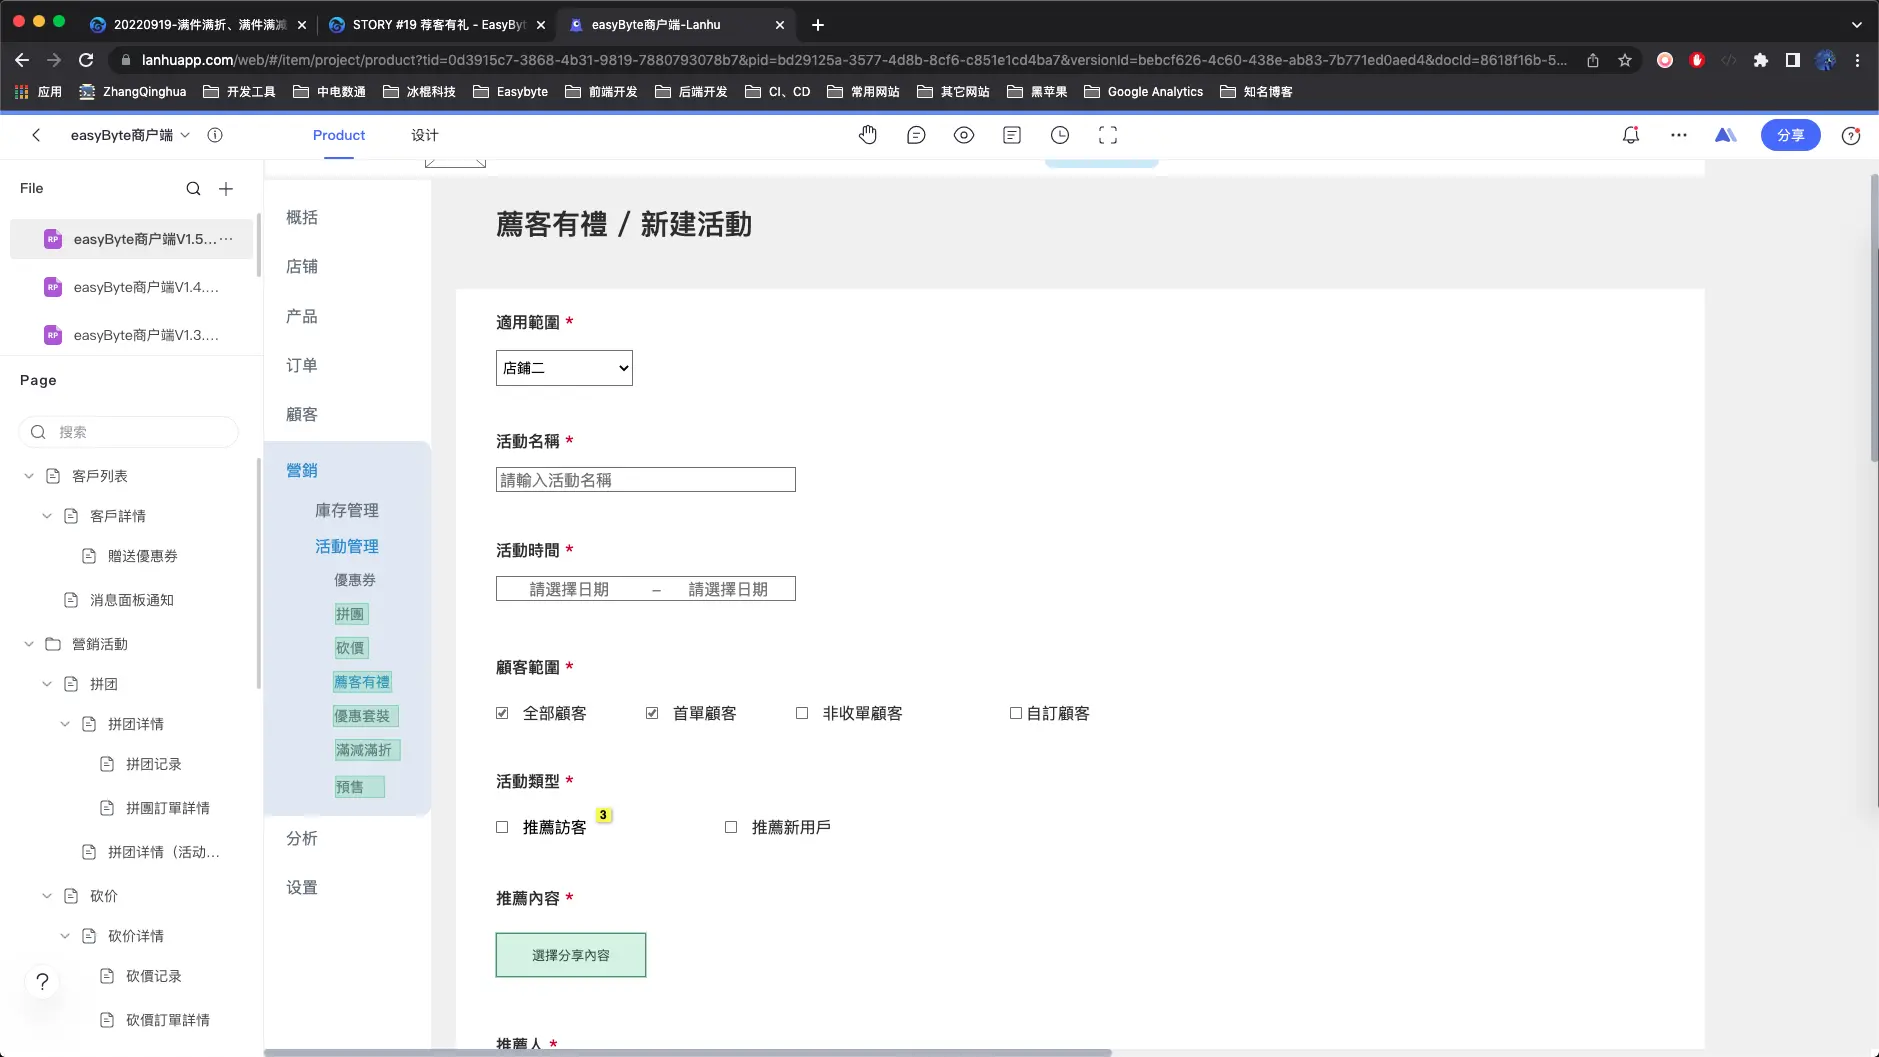 20220919-满件满折、满件满减
STORY #19 荐客有礼 - EasyByt
easyByte商户端-Lanhu
lanhuapp.com/web/#/item/project/product?tid=0d3915c7-3868-4b31-9819-7880793078b7&pid=bd29125a-3577-4d8b-8cf6-c851e1cd4ba7&versionId=bebcf626-4c60-438e-ab83-7b771ed0aed4&docId=8618f16b-5...
应用 ZhangQinghua 开发工具 中电数通 冰棍科技 Easybyte 前端开发 后端开发 CI、CD 常用网站 其它网站 黑苹果 Google Analytics 知名博客
easyByte商户端 Product 设计 分享
File
RP easyByte商户端V1.5...
RP easyByte商户端V1.4....
RP easyByte商户端V1.3....
Page
搜索
客戶列表
客戶詳情
贈送優惠券
消息面板通知
營銷活動
拼团
拼团详情
拼团记录
拼團訂單詳情
拼团详情（活动...
砍价
砍价详情
砍價记录
砍價訂單詳情
?
概括
店铺
产品
订单
顧客
營銷
庫存管理
活動管理
優惠券
拼團
砍價
薦客有禮
優惠套裝
滿減滿折
預售
分析
设置
薦客有禮 / 新建活動
適用範圍 *
店鋪二
活動名稱 *
請輸入活動名稱
活動時間 *
請選擇日期 – 請選擇日期
顧客範圍 *
全部顧客 首單顧客 非收單顧客 自訂顧客
活動類型 *
推薦訪客 3 推薦新用戶
推薦內容 *
選擇分享內容
推薦人 *